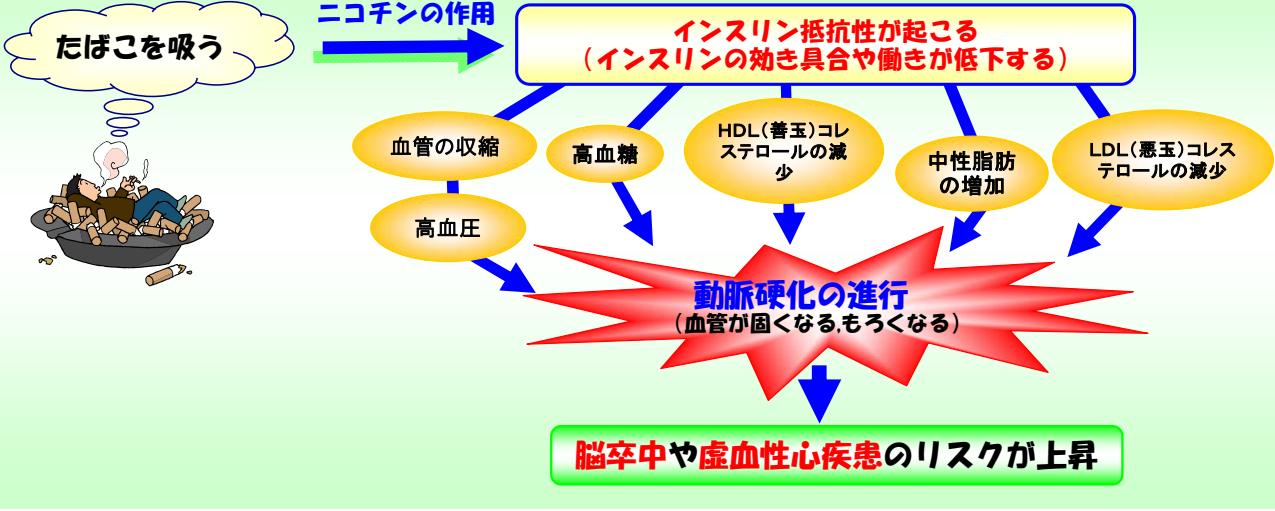 たばこを吸う
ニコチンの作用
インスリン抵抗性が起こる
（インスリンの効き具合や働きが低下する）
血管の収縮
高血圧
高血糖
HDL（善玉）コレ
ステロールの減
少
中性脂肪
の増加
LDL（悪玉）コレス
テロールの減少
動脈硬化の進行
（血管が固くなる,もろくなる）
脳卒中や虚血性心疾患のリスクが上昇